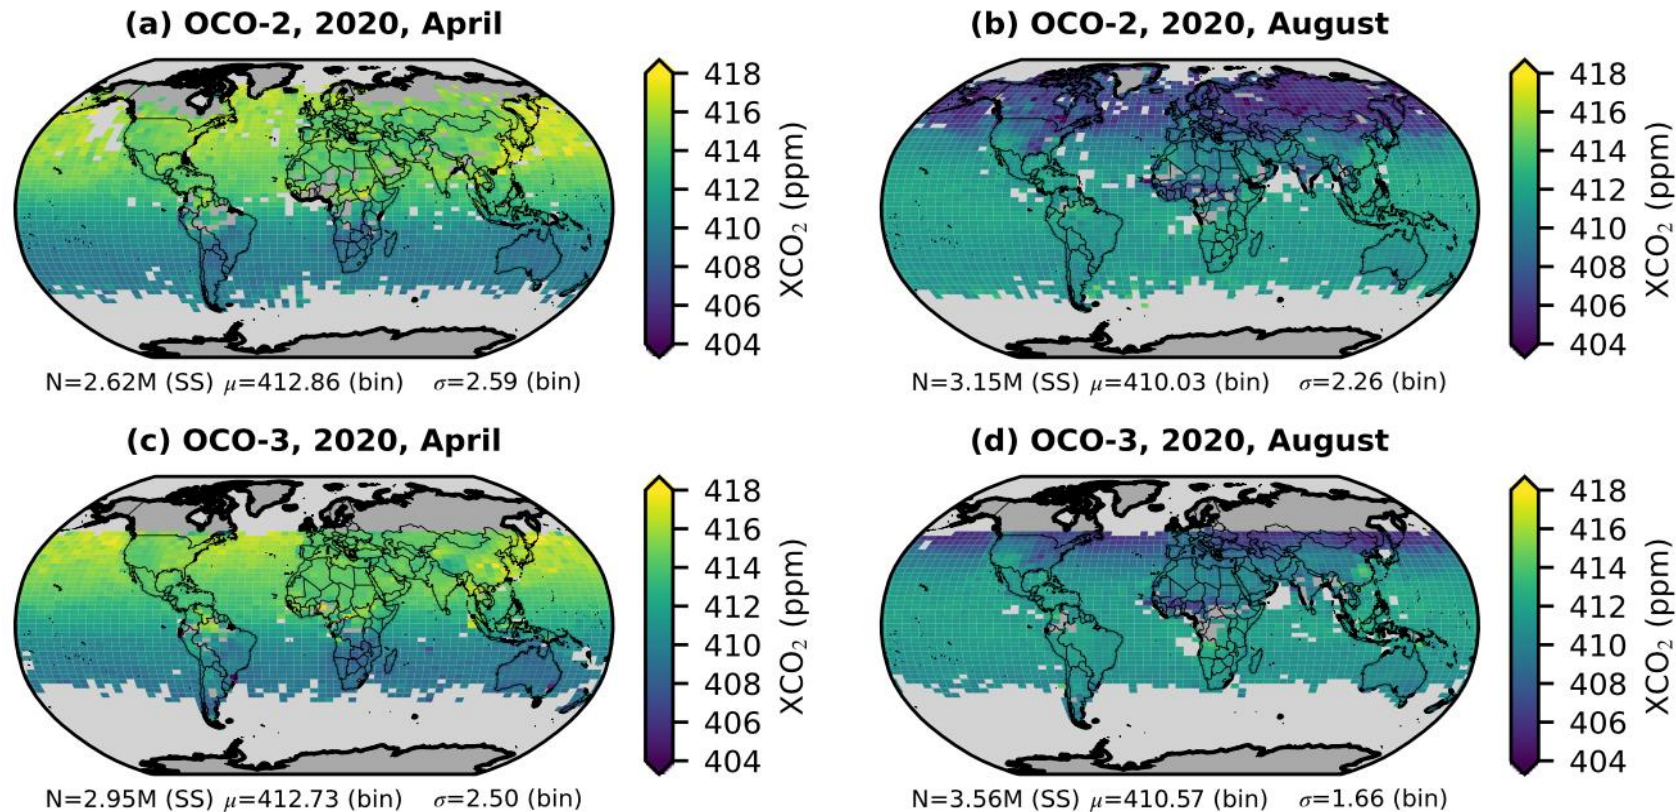 (a) OCO-2, 2020, April
418
416
414
412
410
408
406
404
XCO₂ (ppm)
N=2.62M (SS) μ=412.86 (bin) σ=2.59 (bin)
(b) OCO-2, 2020, August
418
416
414
412
410
408
406
404
XCO₂ (ppm)
N=3.15M (SS) μ=410.03 (bin) σ=2.26 (bin)
(c) OCO-3, 2020, April
418
416
414
412
410
408
406
404
XCO₂ (ppm)
N=2.95M (SS) μ=412.73 (bin) σ=2.50 (bin)
(d) OCO-3, 2020, August
418
416
414
412
410
408
406
404
XCO₂ (ppm)
N=3.56M (SS) μ=410.57 (bin) σ=1.66 (bin)